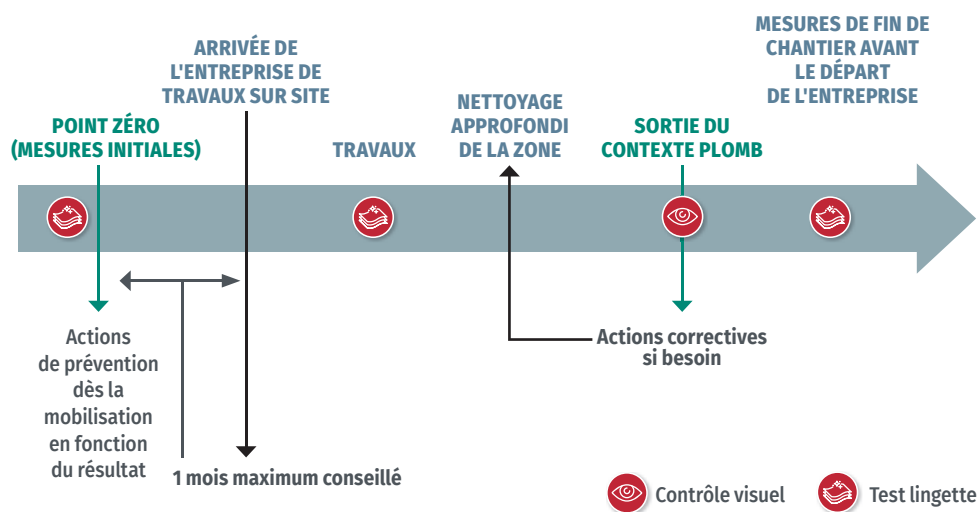 POINT ZÉRO
(MESURES INITIALES)
ARRIVÉE DE
L'ENTREPRISE DE
TRAVAUX SUR SITE
TRAVAUX
NETTOYAGE
APPROFONDI
DE LA ZONE
SORTIE DU
CONTEXTE PLOMB
MESURES DE FIN DE
CHANTIER AVANT
LE DÉPART
DE L'ENTREPRISE
Actions
de prévention
dès la
mobilisation
en fonction
du résultat
1 mois maximum conseillé
Actions correctives
si besoin
Contrôle visuel
Test lingette